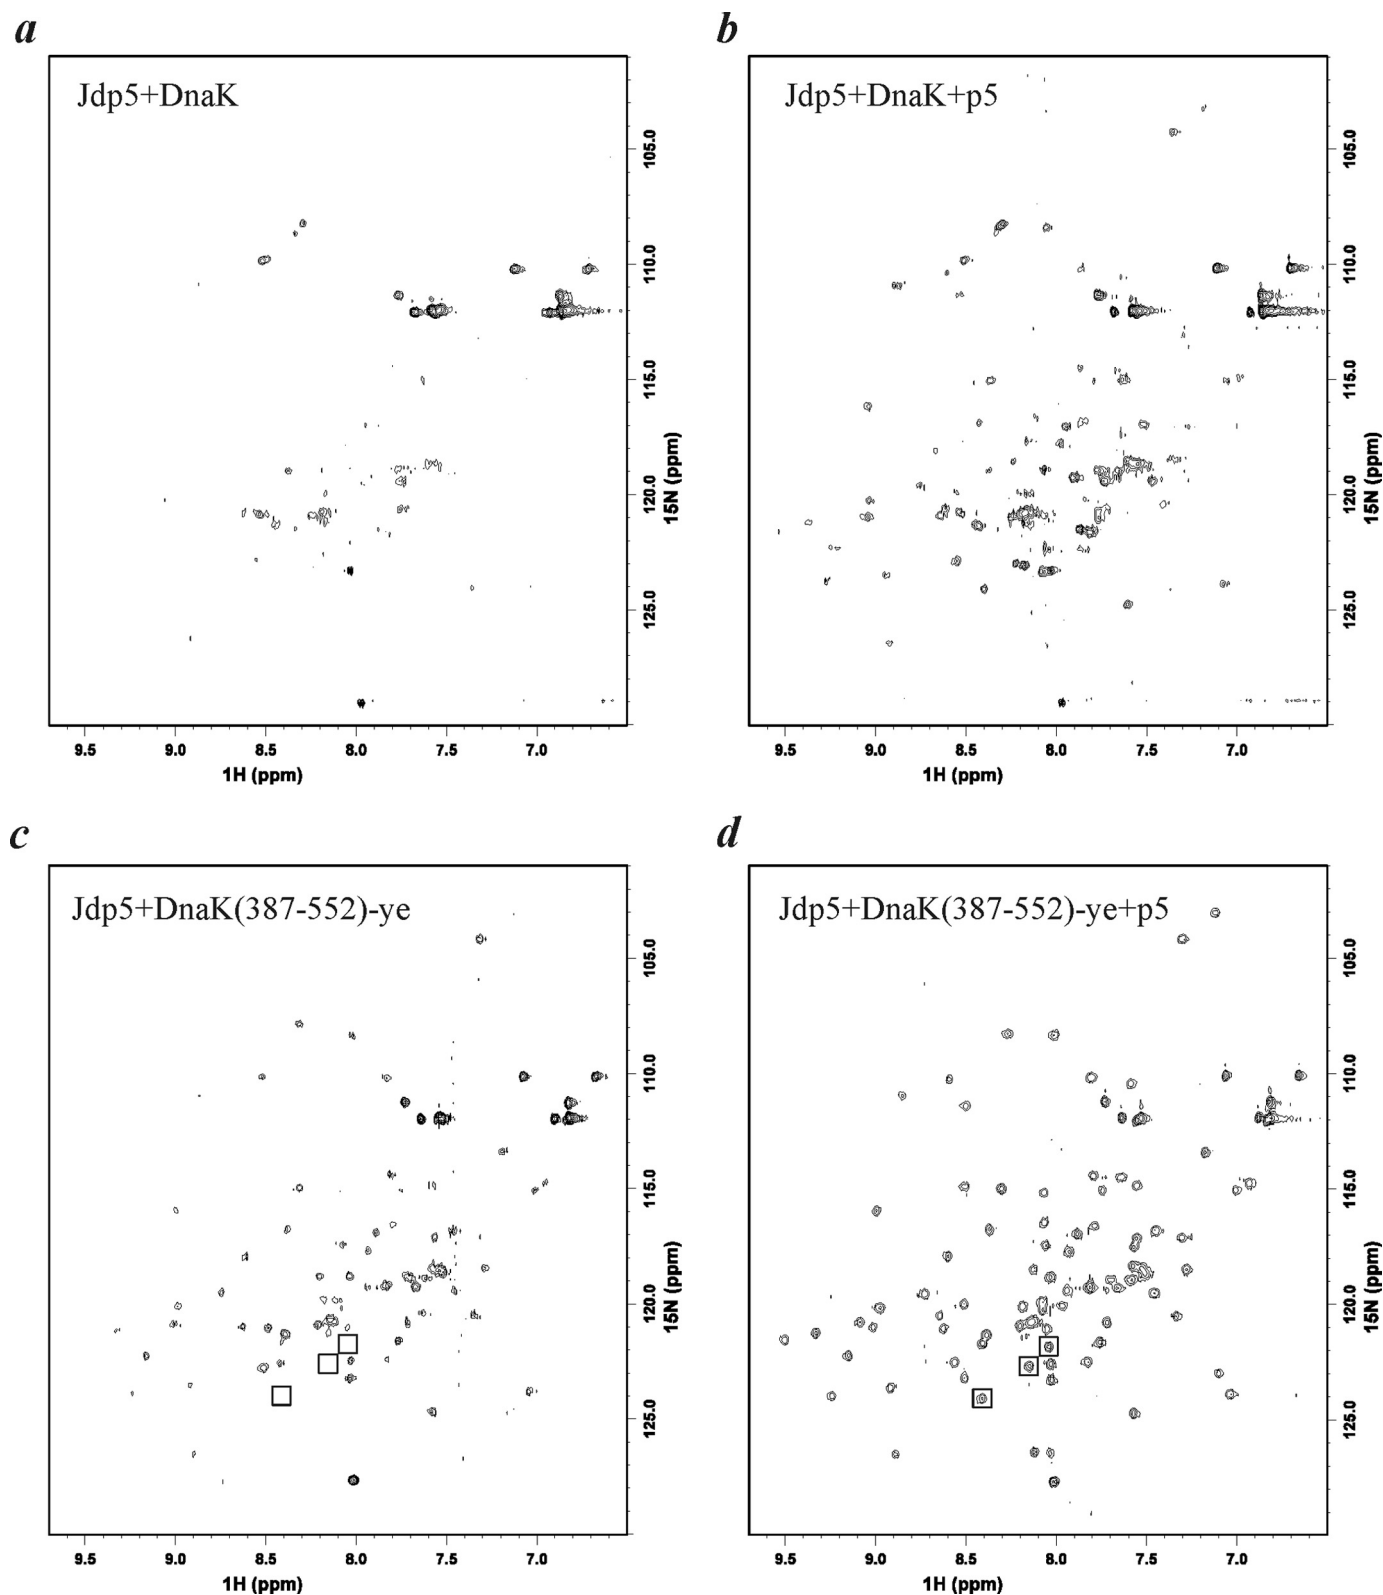 a
b
Jdp5+DnaK
Jdp5+DnaK+p5
105.0
110.0
115.0
120.0
125.0
15N (ppm)
105.0
110.0
115.0
120.0
125.0
15N (ppm)
9.5 9.0 8.5 8.0 7.5 7.0
1H (ppm)
9.5 9.0 8.5 8.0 7.5 7.0
1H (ppm)
c
d
Jdp5+DnaK(387-552)-ye
Jdp5+DnaK(387-552)-ye+p5
105.0
110.0
115.0
120.0
125.0
15N (ppm)
105.0
110.0
115.0
120.0
125.0
15N (ppm)
9.5 9.0 8.5 8.0 7.5 7.0
1H (ppm)
9.5 9.0 8.5 8.0 7.5 7.0
1H (ppm)